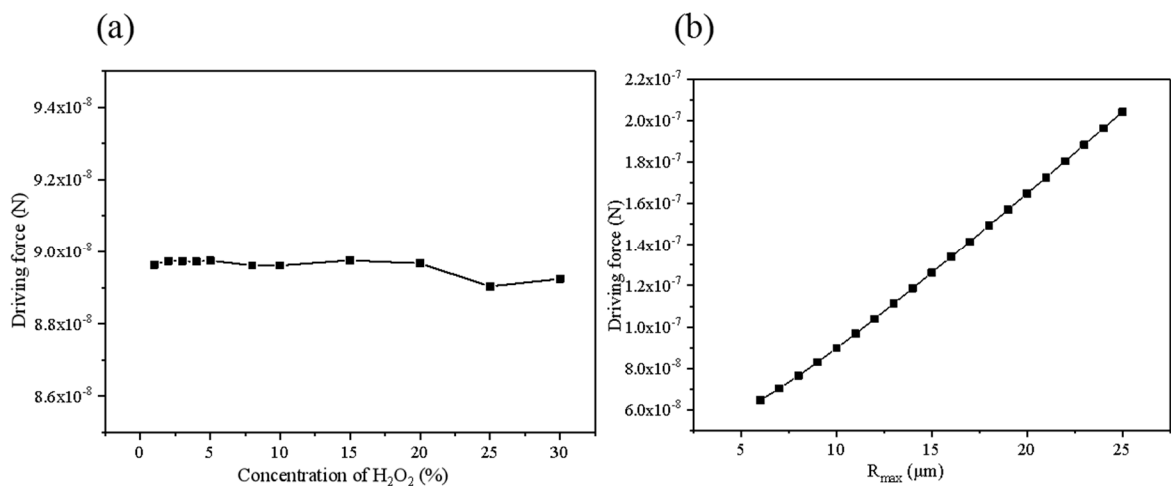 (a)
(b)
9.4x10⁻⁸
9.2x10⁻⁸
9.0x10⁻⁸
8.8x10⁻⁸
8.6x10⁻⁸
Driving force (N)
0 5 10 15 20 25 30
Concentration of H₂O₂ (%)
2.2x10⁻⁷
2.0x10⁻⁷
1.8x10⁻⁷
1.6x10⁻⁷
1.4x10⁻⁷
1.2x10⁻⁷
1.0x10⁻⁷
8.0x10⁻⁸
6.0x10⁻⁸
Driving force (N)
5 10 15 20 25
Rₘₐₓ (μm)